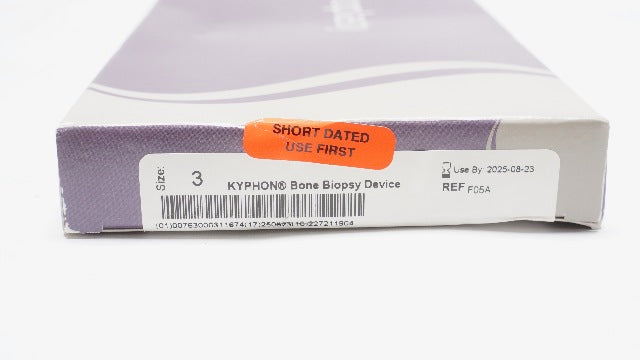 SHORT DATED
USE FIRST
Size:
3
KYPHON® Bone Biopsy Device
Use By: 2025-08-23
REF F05A